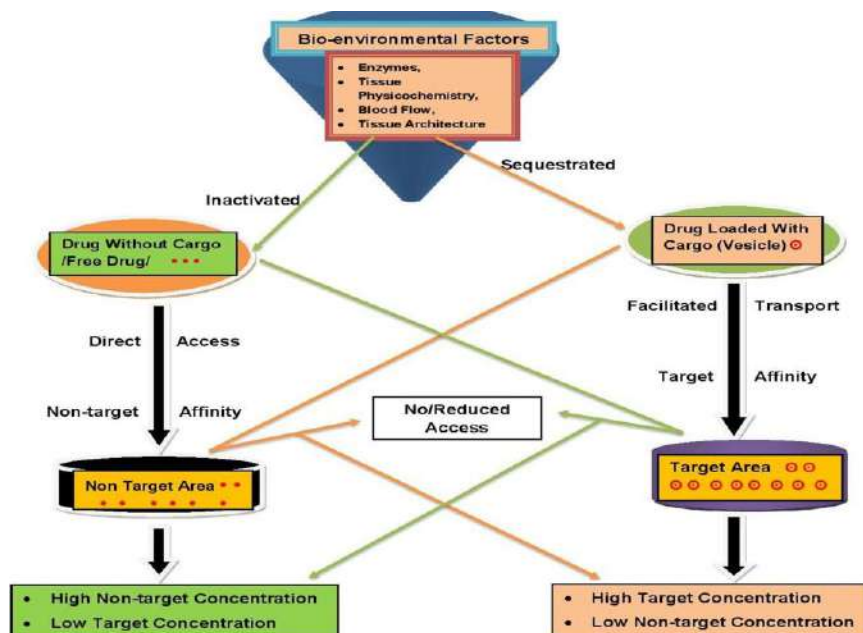 Bio-environmental Factors
• Enzymes,
• Tissue
Physicochemistry,
• Blood Flow,
• Tissue Architecture
Inactivated
Sequestrated
Drug Without Cargo
/Free Drug/
Drug Loaded With
Cargo (Vesicle)
Direct Access
Non-target Affinity
Facilitated Transport
Target Affinity
No/Reduced
Access
Non Target Area
Target Area
• High Non-target Concentration
• Low Target Concentration
• High Target Concentration
• Low Non-target Concentration